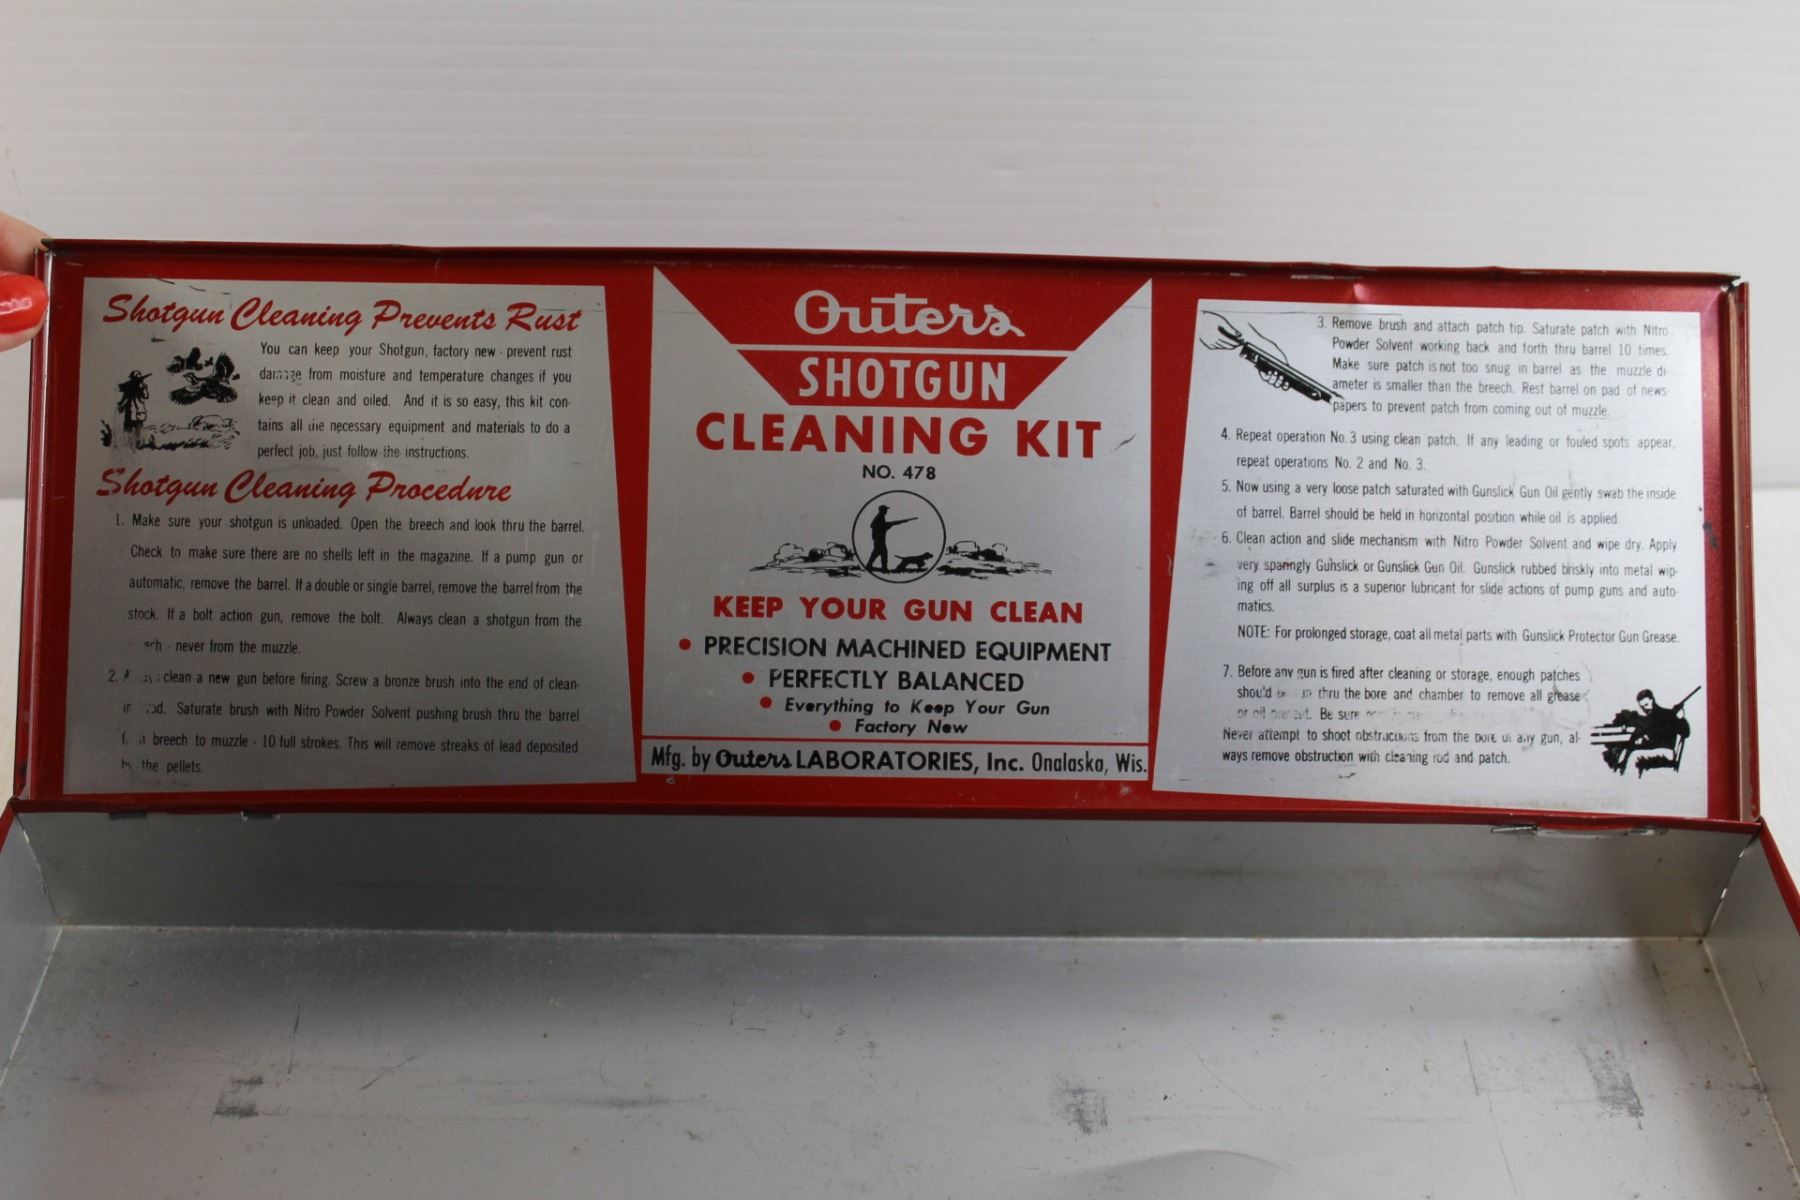 Shotgun Cleaning Prevents Rust
You can keep your Shotgun, factory new - prevent rust
damage from moisture and temperature changes if you
keep it clean and oiled. And it is so easy, this kit con-
tains all the necessary equipment and materials to do a
perfect job, just follow the instructions.
Shotgun Cleaning Procedure
1. Make sure your shotgun is unloaded. Open the breech and look thru the barrel.
Check to make sure there are no shells left in the magazine. If a pump gun or
automatic, remove the barrel. If a double or single barrel, remove the barrel from the
stock. If a bolt action gun, remove the bolt. Always clean a shotgun from the
- never from the muzzle.
2. clean a new gun before firing. Screw a bronze brush into the end of clean-
Saturate brush with Nitro Powder Solvent pushing brush thru the barrel
breech to muzzle - 10 full strokes. This will remove streaks of lead deposited
the pellets.
Outers
SHOTGUN
CLEANING KIT
NO. 478
KEEP YOUR GUN CLEAN
• PRECISION MACHINED EQUIPMENT
• PERFECTLY BALANCED
• Everything to Keep Your Gun
• Factory New
Mfg. by Outers LABORATORIES, Inc. Onalaska, Wis.
3. Remove brush and attach patch tip. Saturate patch with Nitro
Powder Solvent working back and forth thru barrel 10 times.
Make sure patch is not too snug in barrel as the muzzle di-
ameter is smaller than the breech. Rest barrel on pad of news-
papers to prevent patch from coming out of muzzle.
4. Repeat operation No. 3 using clean patch. If any leading or fouled spots appear,
repeat operations No. 2 and No. 3.
5. Now using a very loose patch saturated with Gunslick Gun Oil gently swab the inside
of barrel. Barrel should be held in horizontal position while oil is applied.
6. Clean action and slide mechanism with Nitro Powder Solvent and wipe dry. Apply
very sparingly Gunslick or Gunslick Gun Oil. Gunslick rubbed briskly into metal wip-
ing off all surplus is a superior lubricant for slide actions of pump guns and auto-
matics.
NOTE: For prolonged storage, coat all metal parts with Gunslick Protector Gun Grease.
7. Before any gun is fired after cleaning or storage, enough patches
should thru the bore and chamber to remove all grease
or oil Be sure
Never attempt to shoot obstructions from the bore of any gun, al-
ways remove obstruction with cleaning rod and patch.